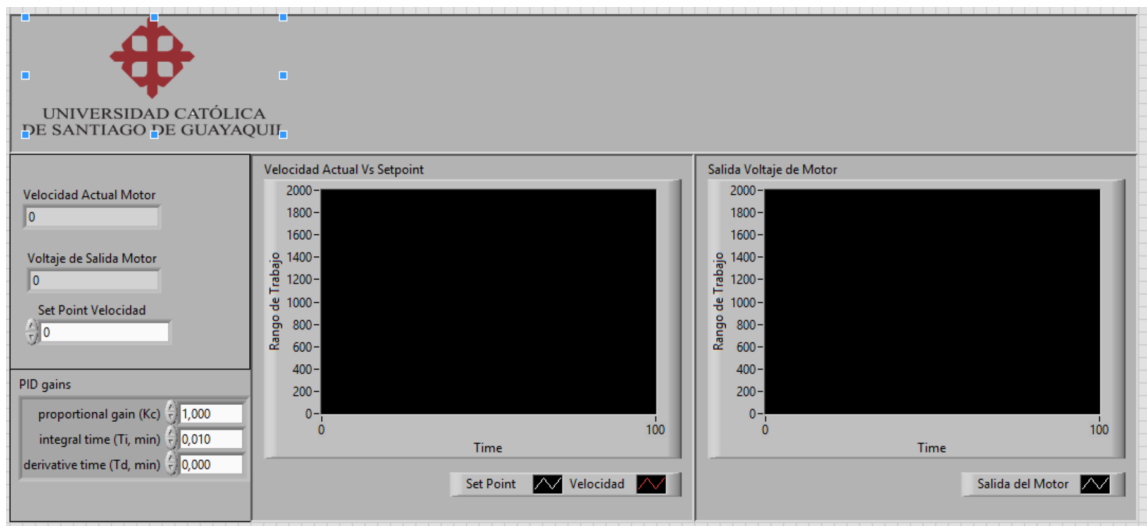 UNIVERSIDAD CATÓLICA
DE SANTIAGO DE GUAYAQUIL
Velocidad Actual Motor
0
Voltaje de Salida Motor
0
Set Point Velocidad
0
PID gains
proportional gain (Kc) 1,000
integral time (Ti, min) 0,010
derivative time (Td, min) 0,000
Velocidad Actual Vs Setpoint
Rango de Trabajo
2000
1800
1600
1400
1200
1000
800
600
400
200
0
0 100
Time
Set Point Velocidad
Salida Voltaje de Motor
Rango de Trabajo
2000
1800
1600
1400
1200
1000
800
600
400
200
0
0 100
Time
Salida del Motor